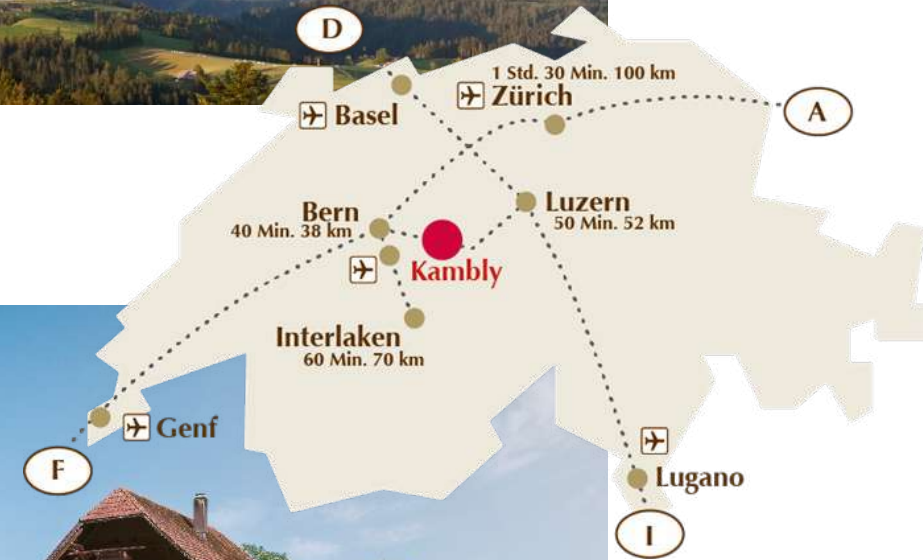 D
1 Std. 30 Min. 100 km
Zürich
Basel
A
Luzern
50 Min. 52 km
Bern
40 Min. 38 km
Kambly
Interlaken
60 Min. 70 km
Genf
F
Lugano
I